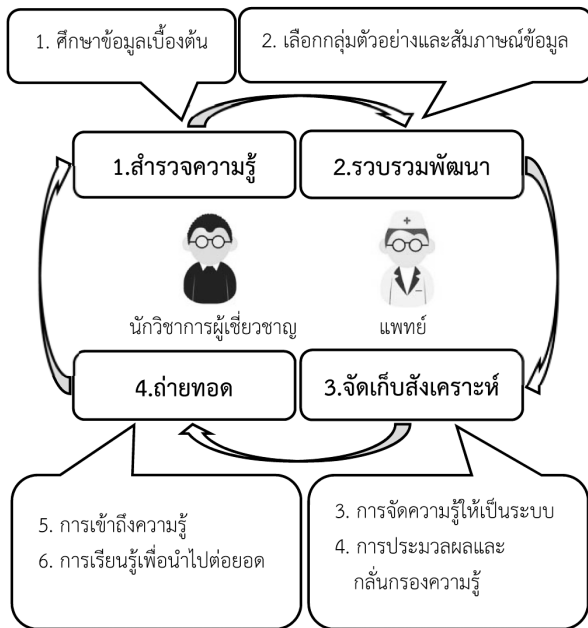 1. ศึกษาข้อมูลเบื้องต้น
2. เลือกกลุ่มตัวอย่างและสัมภาษณ์ข้อมูล
1.สำรวจความรู้
2.รวบรวมพัฒนา
นักวิชาการผู้เชี่ยวชาญ
แพทย์
4.ถ่ายทอด
3.จัดเก็บสังเคราะห์
5. การเข้าถึงความรู้
6. การเรียนรู้เพื่อนำไปต่อยอด
3. การจัดความรู้ให้เป็นระบบ
4. การประมวลผลและ
กลั่นกรองความรู้